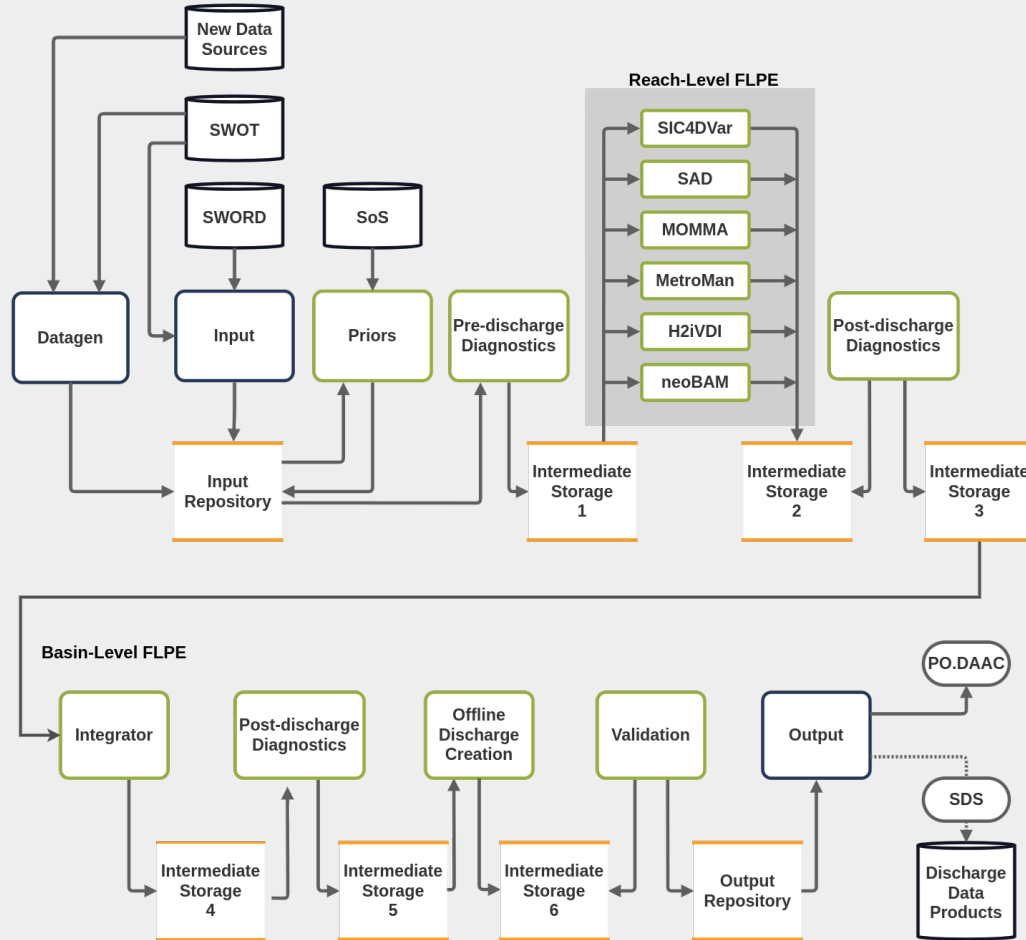 New Data
Sources
SWOT
SWORD
SoS
Reach-Level FLPE
SIC4DVar
SAD
MOMMA
MetroMan
H2iVDI
neoBAM
Datagen
Input
Priors
Pre-discharge
Diagnostics
Post-discharge
Diagnostics
Input
Repository
Intermediate
Storage
1
Intermediate
Storage
2
Intermediate
Storage
3
Basin-Level FLPE
Integrator
Post-discharge
Diagnostics
Offline
Discharge
Creation
Validation
Output
PO.DAAC
SDS
Intermediate
Storage
4
Intermediate
Storage
5
Intermediate
Storage
6
Output
Repository
Discharge
Data
Products